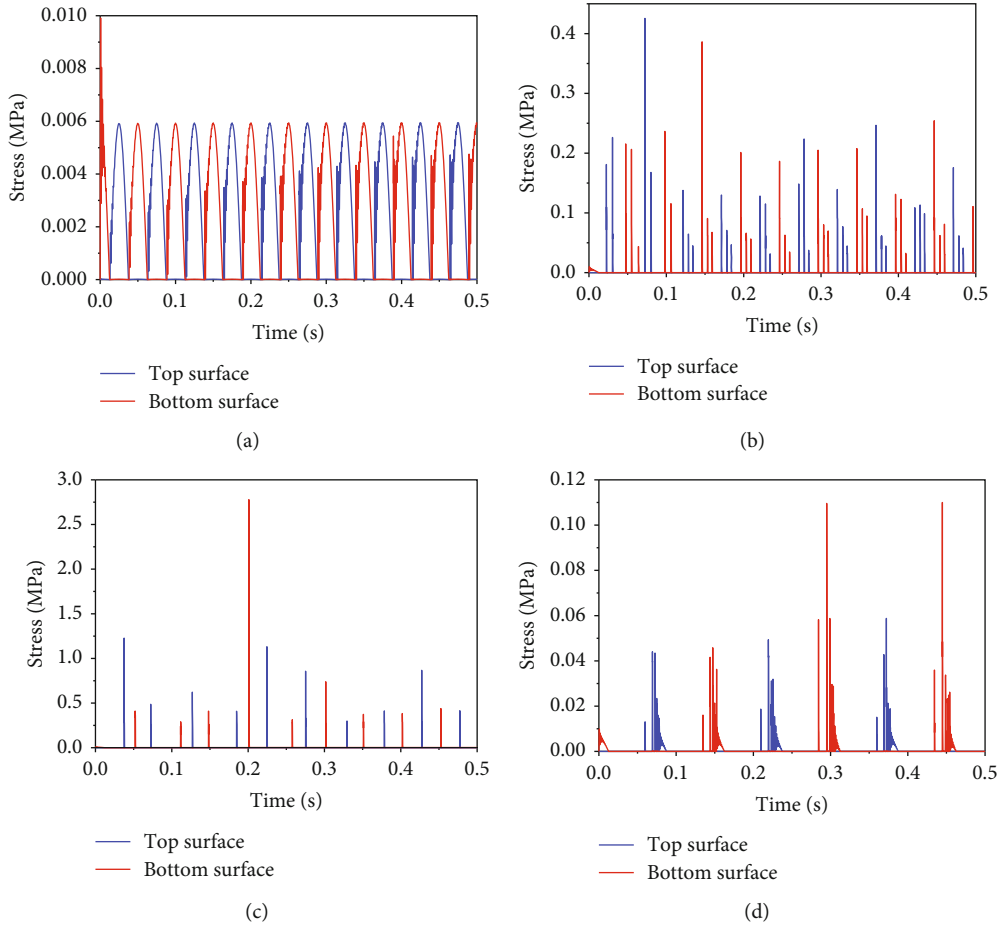 0.010
0.008
0.006
0.004
0.002
0.000
Stress (MPa)
0.0 0.1 0.2 0.3 0.4 0.5
Time (s)
Top surface
Bottom surface
(a)
0.4
0.3
0.2
0.1
0.0
Stress (MPa)
0.0 0.1 0.2 0.3 0.4 0.5
Time (s)
Top surface
Bottom surface
(b)
3.0
2.5
2.0
1.5
1.0
0.5
0.0
Stress (MPa)
0.0 0.1 0.2 0.3 0.4 0.5
Time (s)
Top surface
Bottom surface
(c)
0.12
0.10
0.08
0.06
0.04
0.02
0.00
Stress (MPa)
0.0 0.1 0.2 0.3 0.4 0.5
Time (s)
Top surface
Bottom surface
(d)